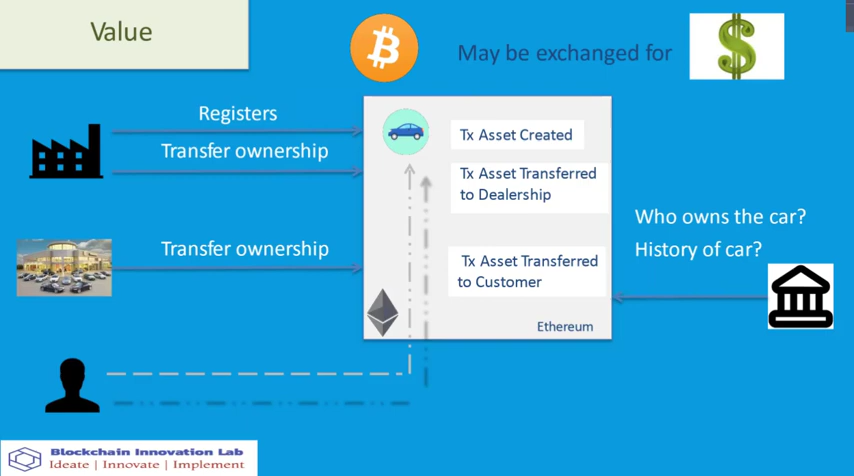 Value
May be exchanged for
Registers
Transfer ownership
Tx Asset Created
Tx Asset Transferred
to Dealership
Who owns the car?
History of car?
Transfer ownership
Tx Asset Transferred
to Customer
Ethereum
Blockchain Innovation Lab
Ideate | Innovate | Implement